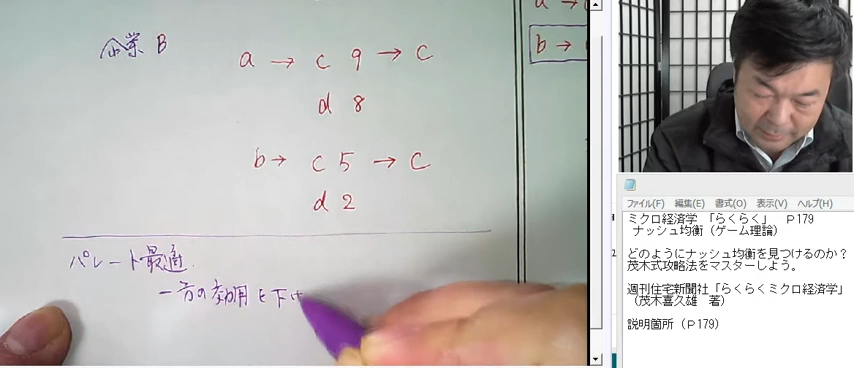 企業 B
a → c 9 → c
d 8
b → c 5 → c
d 2
パレート最適
一方の効用を下げ
a → c
b →
ファイル(F) 編集(E) 書式(O) 表示(V) ヘルプ(H)
ミクロ経済学 「らくらく」 P179
ナッシュ均衡(ゲーム理論)
どのようにナッシュ均衡を見つけるのか?
茂木式攻略法をマスターしよう。
週刊住宅新聞社「らくらくミクロ経済学」
(茂木喜久雄 著)
説明箇所(P179)